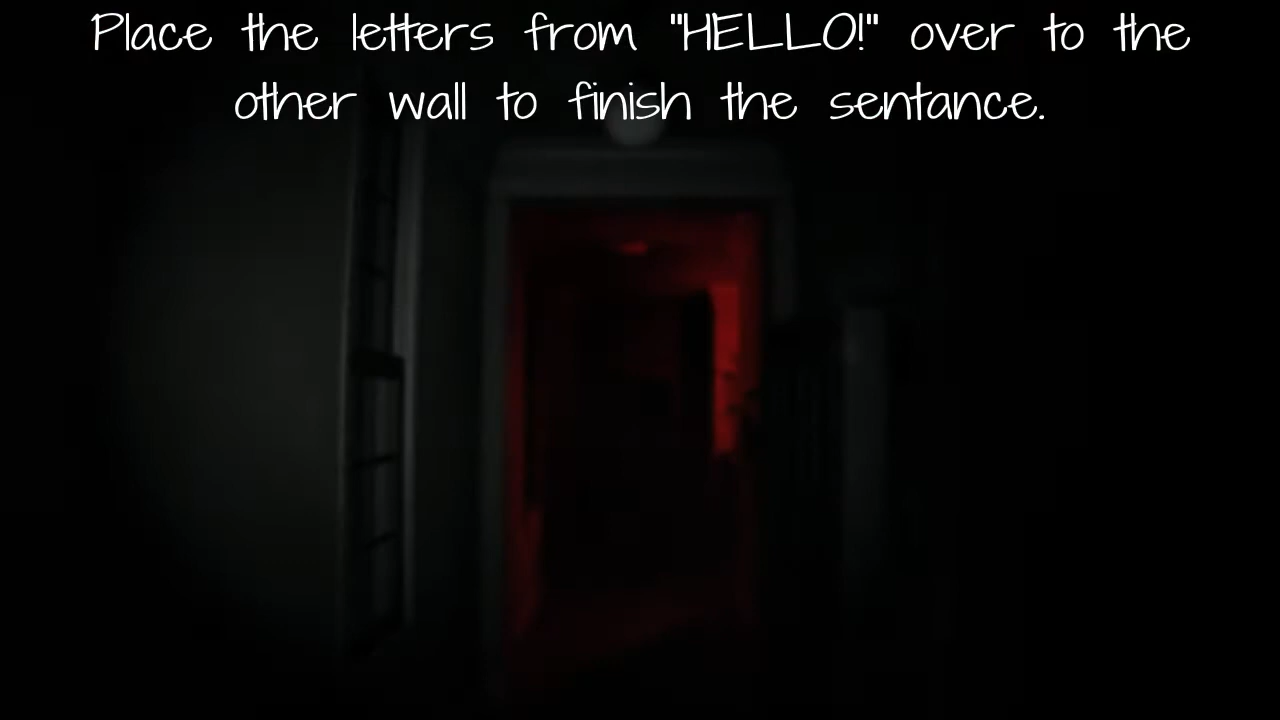 Place the letters from "HELLO!" over to the
other wall to finish the sentance.